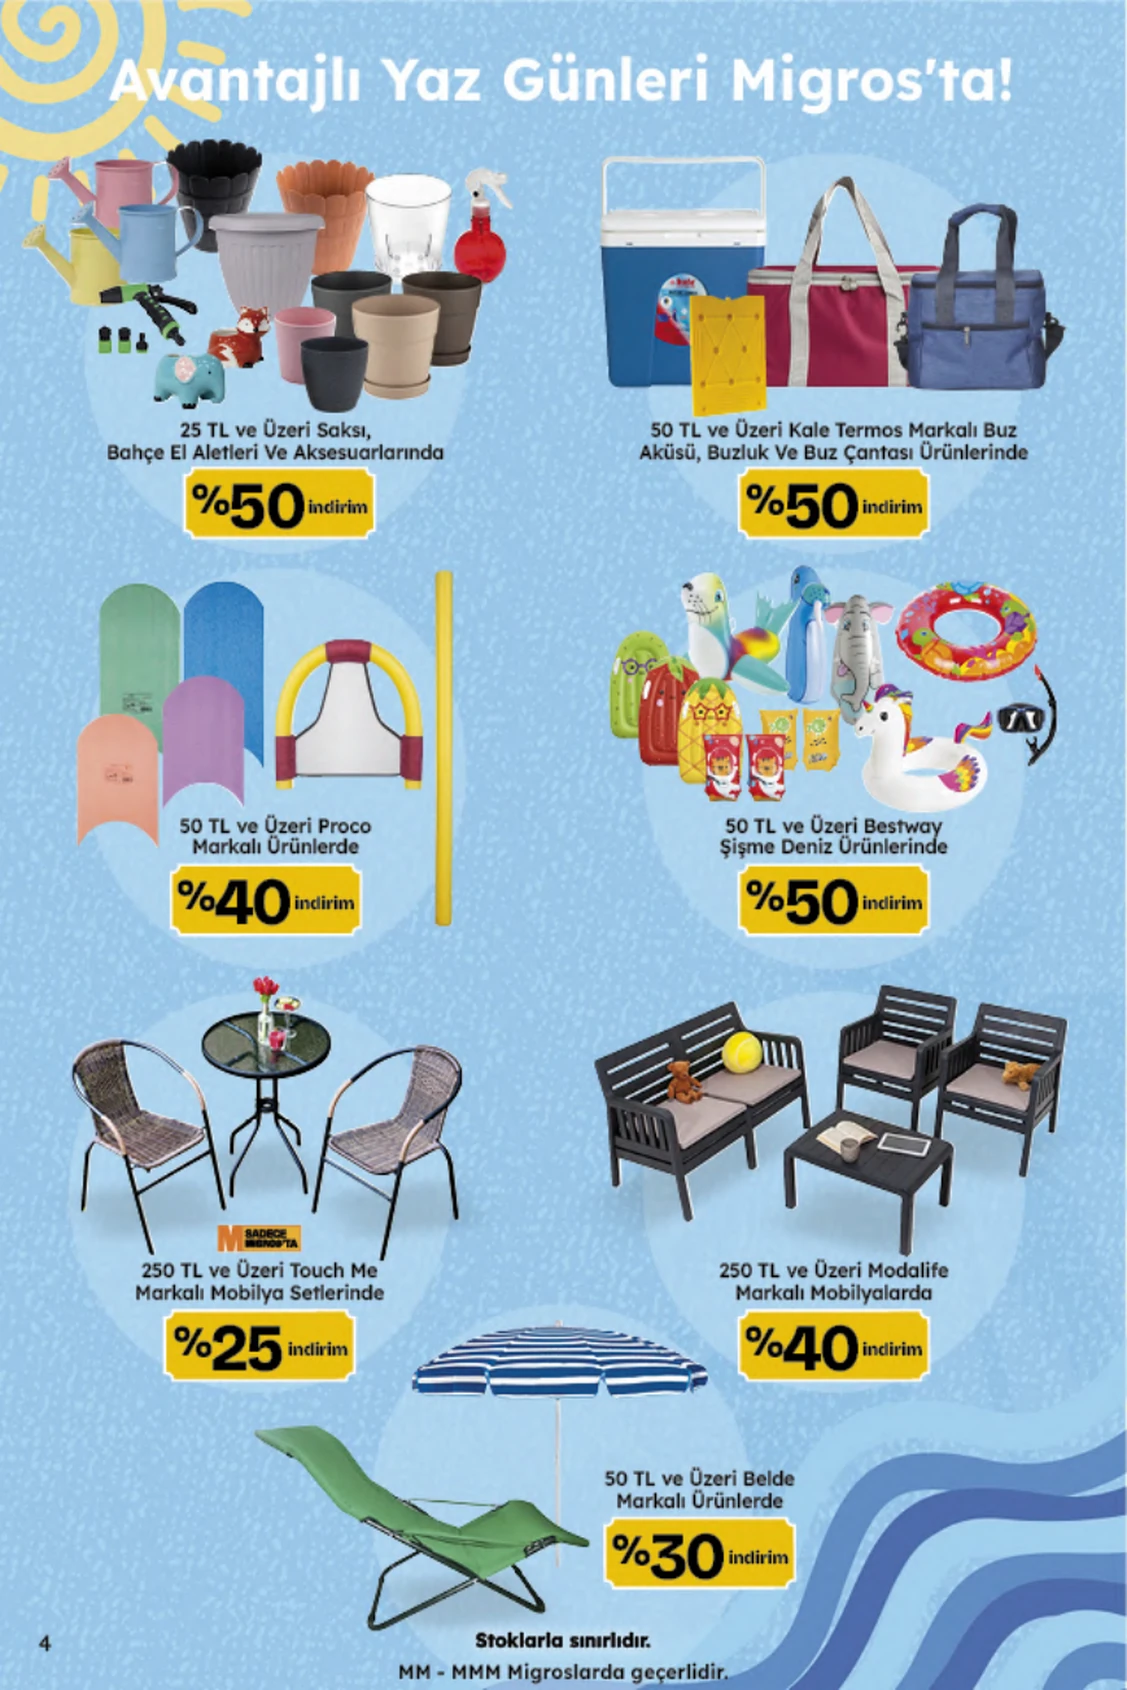 Avantajlı Yaz Günleri Migros'ta!
25 TL ve Üzeri Saksı,
Bahçe El Aletleri Ve Aksesuarlarında
%50 indirim
50 TL ve Üzeri Kale Termos Markalı Buz
Aküsü, Buzluk Ve Buz Çantası Ürünlerinde
%50 indirim
50 TL ve Üzeri Proco
Markalı Ürünlerde
%40 indirim
50 TL ve Üzeri Bestway
Şişme Deniz Ürünlerinde
%50 indirim
M SADECE
MIGROS'TA
250 TL ve Üzeri Touch Me
Markalı Mobilya Setlerinde
%25 indirim
250 TL ve Üzeri Modalife
Markalı Mobilyalarda
%40 indirim
50 TL ve Üzeri Belde
Markalı Ürünlerde
%30 indirim
4
Stoklarla sınırlıdır.
MM - MMM Migroslarda geçerlidir.